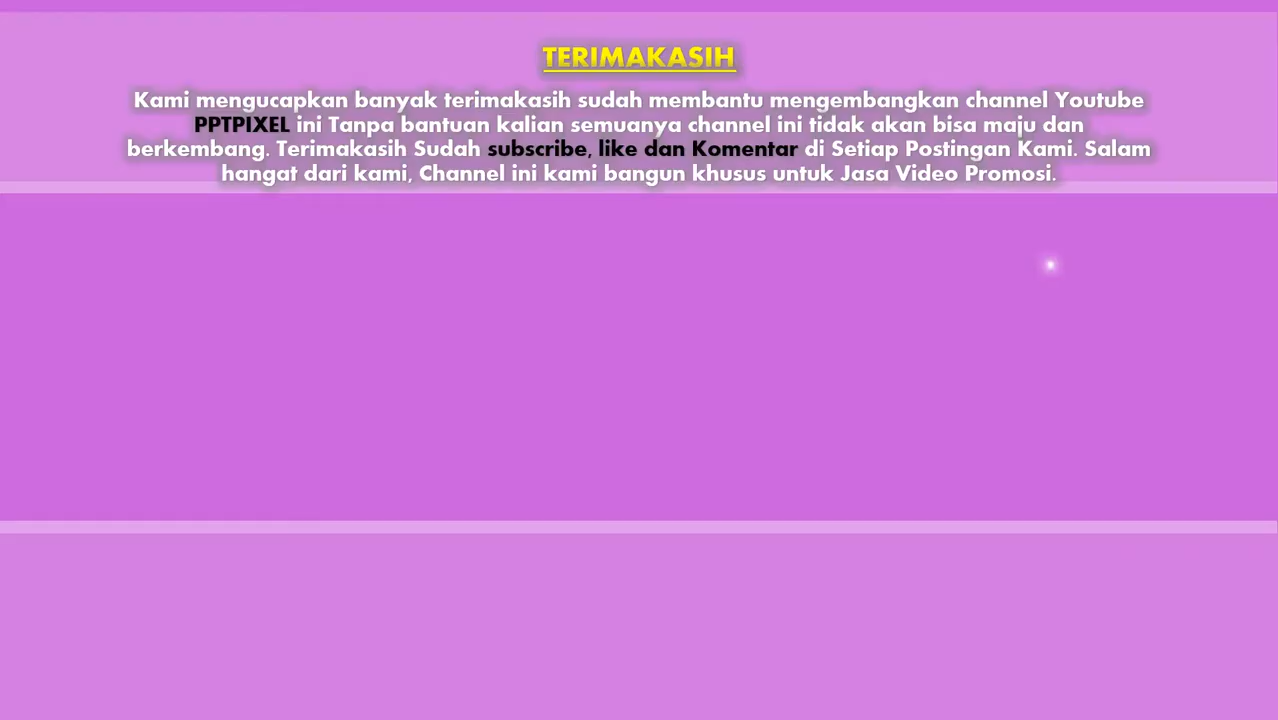 TERIMAKASIH
Kami mengucapkan banyak terimakasih sudah membantu mengembangkan channel Youtube
PPTPIXEL ini Tanpa bantuan kalian semuanya channel ini tidak akan bisa maju dan
berkembang. Terimakasih Sudah subscribe, like dan Komentar di Setiap Postingan Kami. Salam
hangat dari kami, Channel ini kami bangun khusus untuk Jasa Video Promosi.